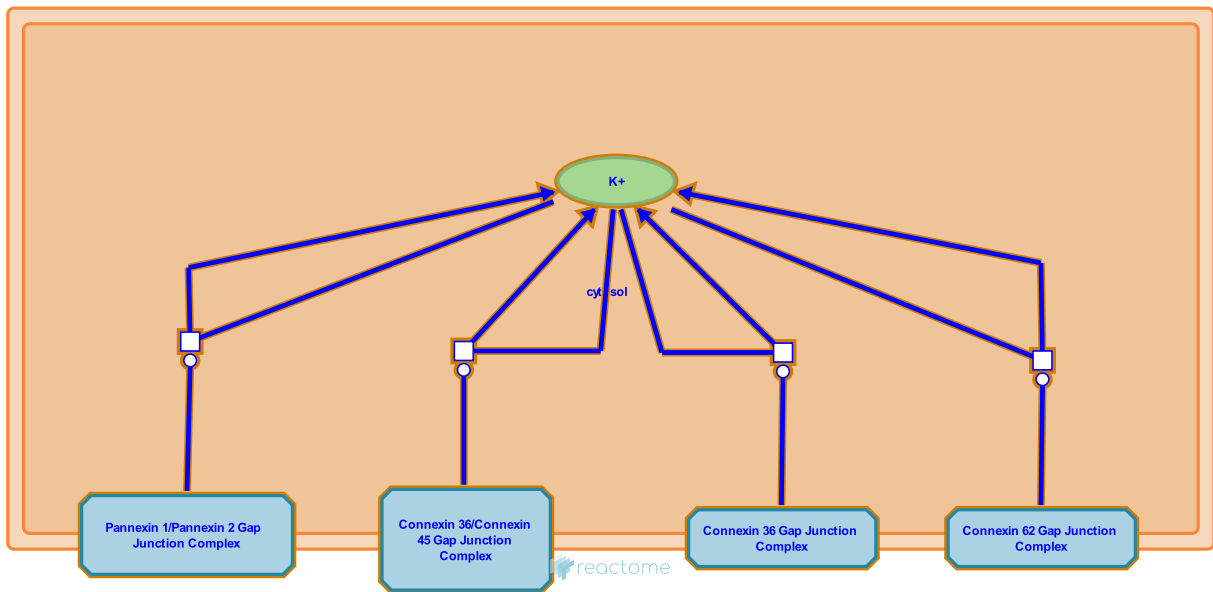 K+
cytosol
Pannexin 1/Pannexin 2 Gap
Junction Complex
Connexin 36/Connexin
45 Gap Junction
Complex
Connexin 36 Gap Junction
Complex
Connexin 62 Gap Junction
Complex
reactome